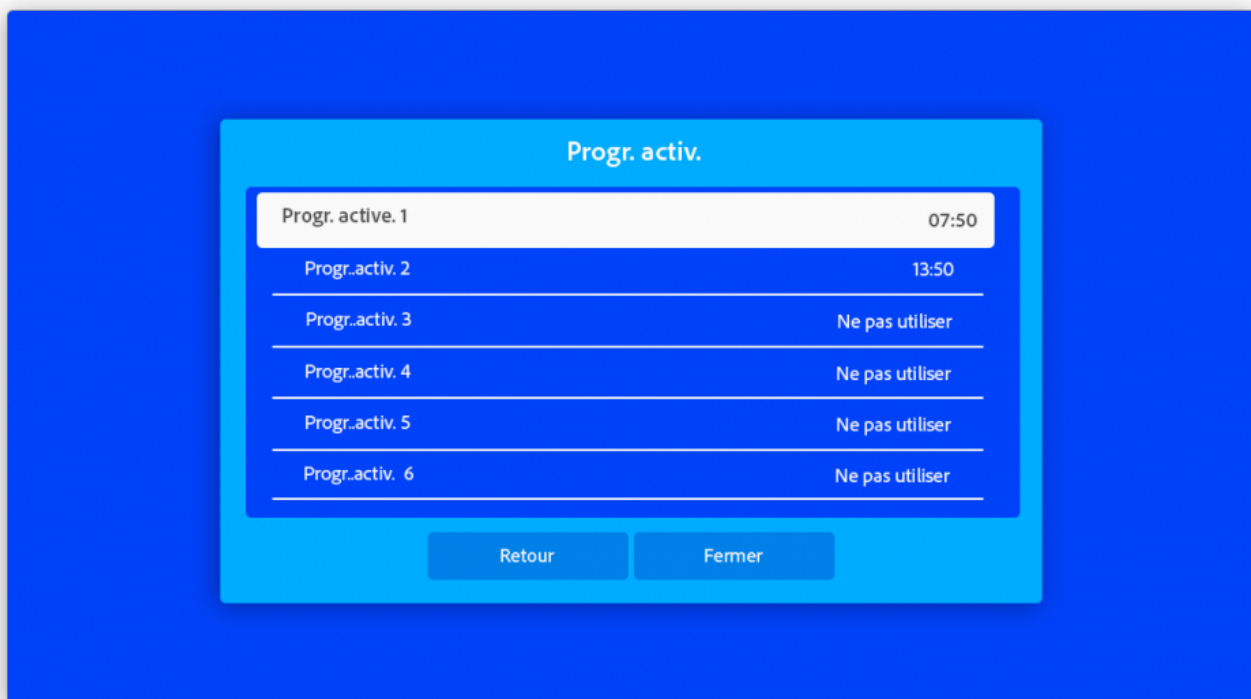 Progr. activ.
Progr. active. 1 07:50
Progr..activ. 2 13:50
Progr..activ. 3 Ne pas utiliser
Progr..activ. 4 Ne pas utiliser
Progr..activ. 5 Ne pas utiliser
Progr..activ. 6 Ne pas utiliser
Retour Fermer